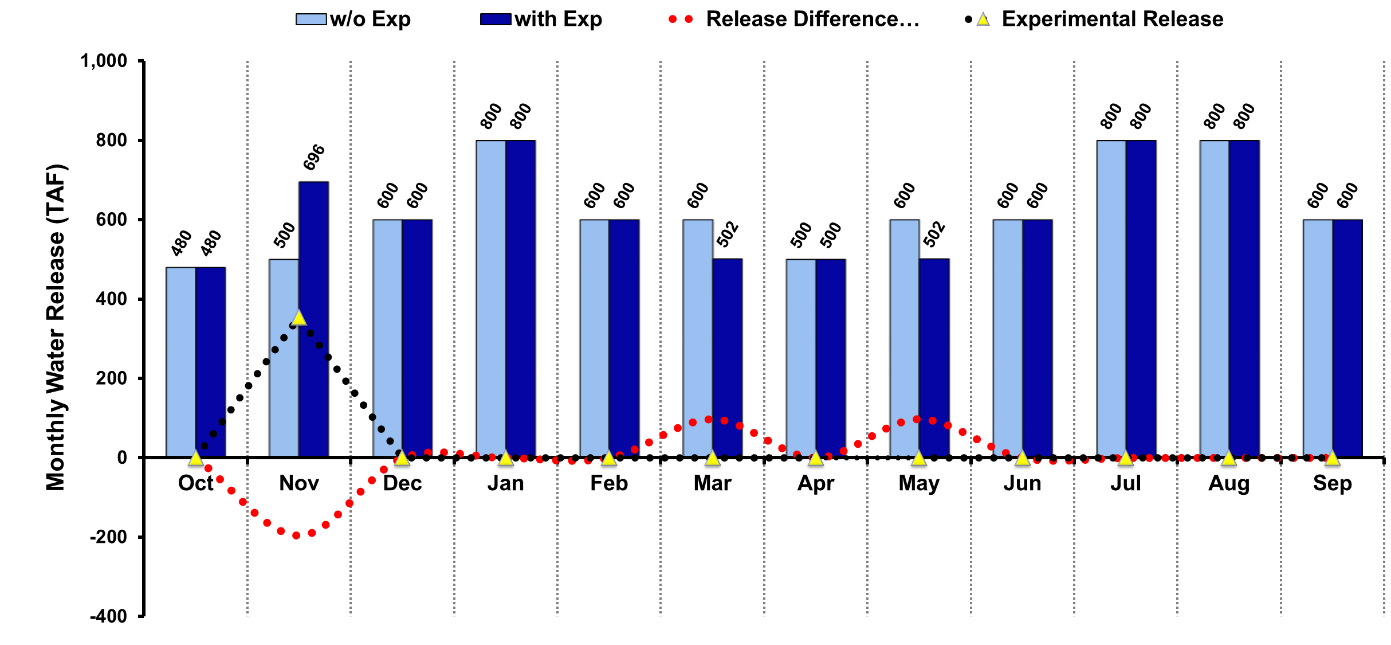 w/o Exp with Exp Release Difference… Experimental Release
Monthly Water Release (TAF)
1,000
800
600
400
200
0
-200
-400
480 480 500 696 600 600 800 800 600 600 600 502 500 500 600 502 600 600 800 800 800 800 600 600
Oct Nov Dec Jan Feb Mar Apr May Jun Jul Aug Sep